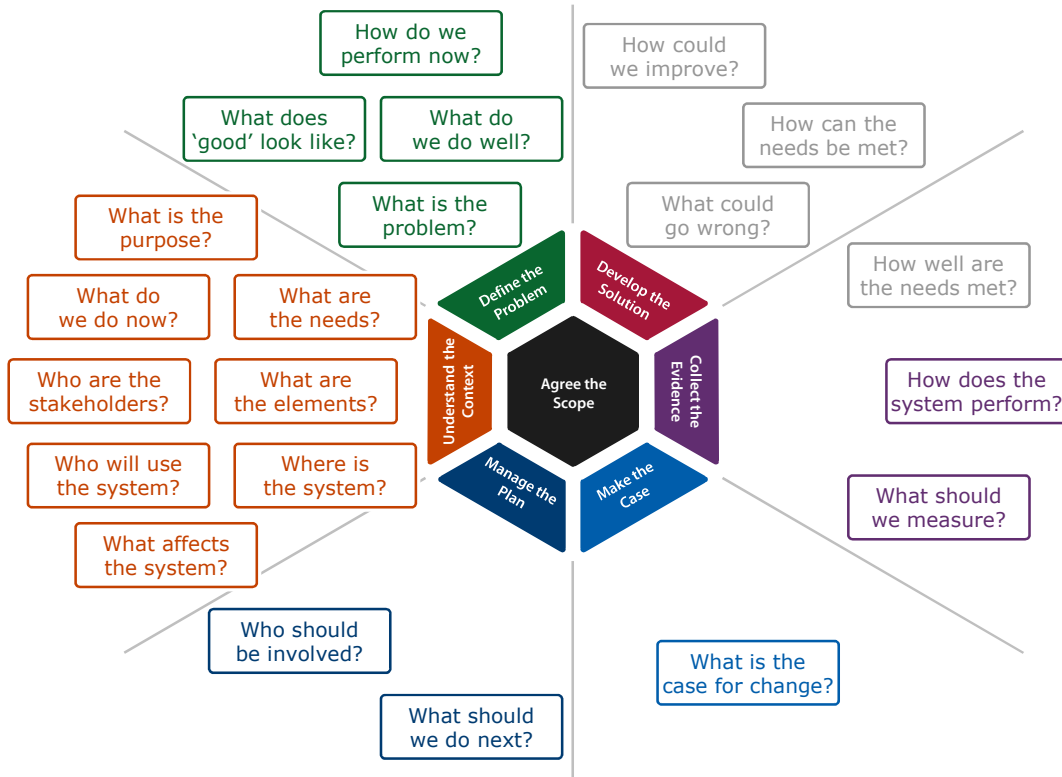 How do we
perform now?
How could
we improve?
What does
‘good’ look like?
What do
we do well?
How can the
needs be met?
What is the
purpose?
What is the
problem?
What could
go wrong?
How well are
the needs met?
What do
we do now?
What are
the needs?
Define the
Problem
Develop the
Solution
Who are the
stakeholders?
What are
the elements?
Understand the
Context
Agree the
Scope
Collect the
Evidence
How does the
system perform?
Who will use
the system?
Where is
the system?
Manage the
Plan
Make the
Case
What should
we measure?
What affects
the system?
Who should
be involved?
What is the
case for change?
What should
we do next?